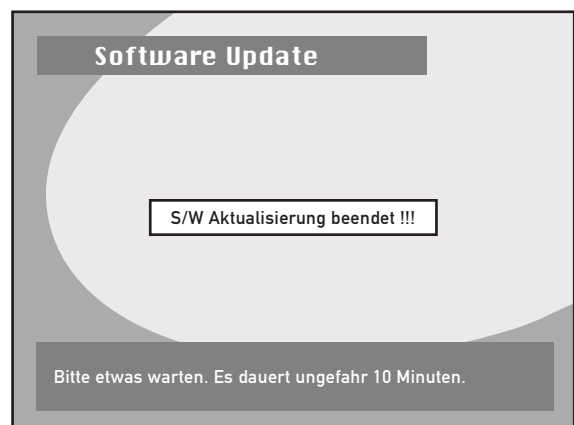 Software Update
S/W Aktualisierung beendet !!!
Bitte etwas warten. Es dauert ungefahr 10 Minuten.